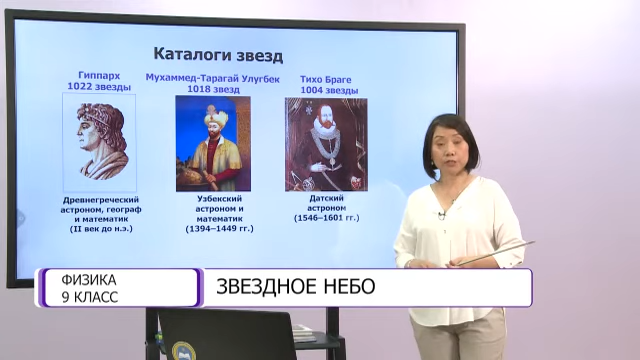 Каталоги звезд
Гиппарх
1022 звезды
Мухаммед-Тарагай Улугбек
1018 звезд
Тихо Браге
1004 звезды
Древнегреческий
астроном, географ
и математик
(II век до н.э.)
Узбекский
астроном и
математик
(1394–1449 гг.)
Датский
астроном
(1546–1601 гг.)
ФИЗИКА
9 КЛАСС
ЗВЕЗДНОЕ НЕБО